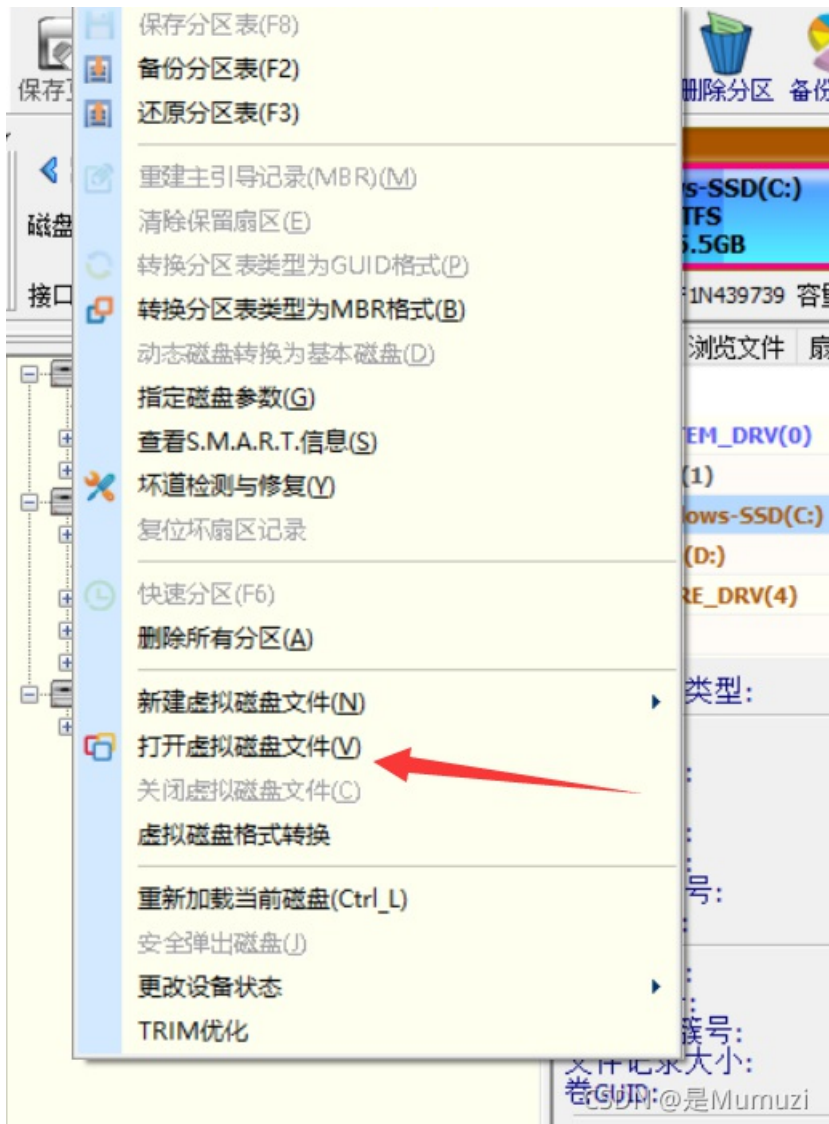 保存分区表(F8)
备份分区表(F2)
还原分区表(F3)
重建主引导记录(MBR)(M)
清除保留扇区(E)
转换分区表类型为GUID格式(P)
转换分区表类型为MBR格式(B)
动态磁盘转换为基本磁盘(D)
指定磁盘参数(G)
查看S.M.A.R.T.信息(S)
坏道检测与修复(Y)
复位坏扇区记录
快速分区(F6)
删除所有分区(A)
新建虚拟磁盘文件(N)
打开虚拟磁盘文件(V)
关闭虚拟磁盘文件(C)
虚拟磁盘格式转换
重新加载当前磁盘(Ctrl_L)
安全弹出磁盘(J)
更改设备状态
TRIM优化
保存
磁盘
接口
删除分区 备份
s-SSD(C:)
TFS
5.5GB
1N439739 容量
浏览文件
EM_DRV(0)
(1)
ows-SSD(C:)
(D:)
RE_DRV(4)
类型:
号:
簇号:
文件记录大小:
卷GUID:
CSDN @是Mumuzi